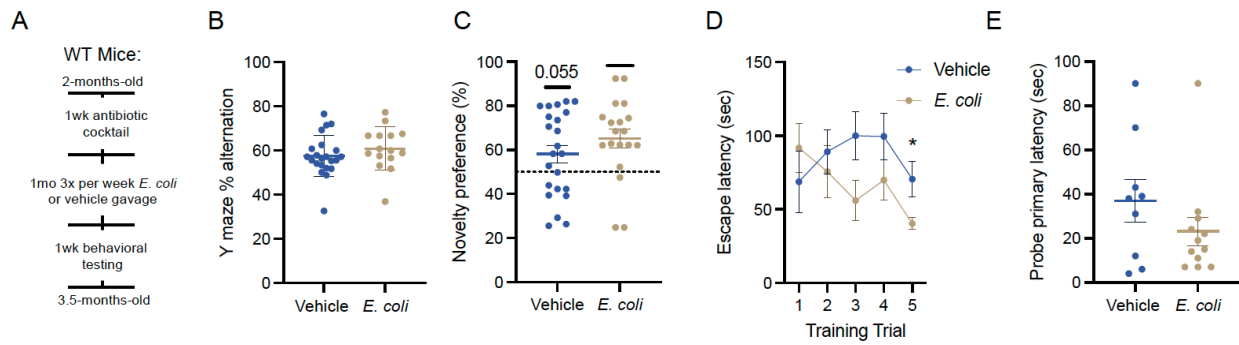 A
WT Mice:
2-months-old
1wk antibiotic
cocktail
1mo 3x per week E. coli
or vehicle gavage
1wk behavioral
testing
3.5-months-old
B
Y maze % alternation
100
80
60
40
20
0
Vehicle
E. coli
C
Novelty preference (%)
100
80
60
40
20
0
0.055
Vehicle
E. coli
D
Escape latency (sec)
150
100
50
0
Vehicle
E. coli
*
1 2 3 4 5
Training Trial
E
Probe primary latency (sec)
100
80
60
40
20
0
Vehicle
E. coli